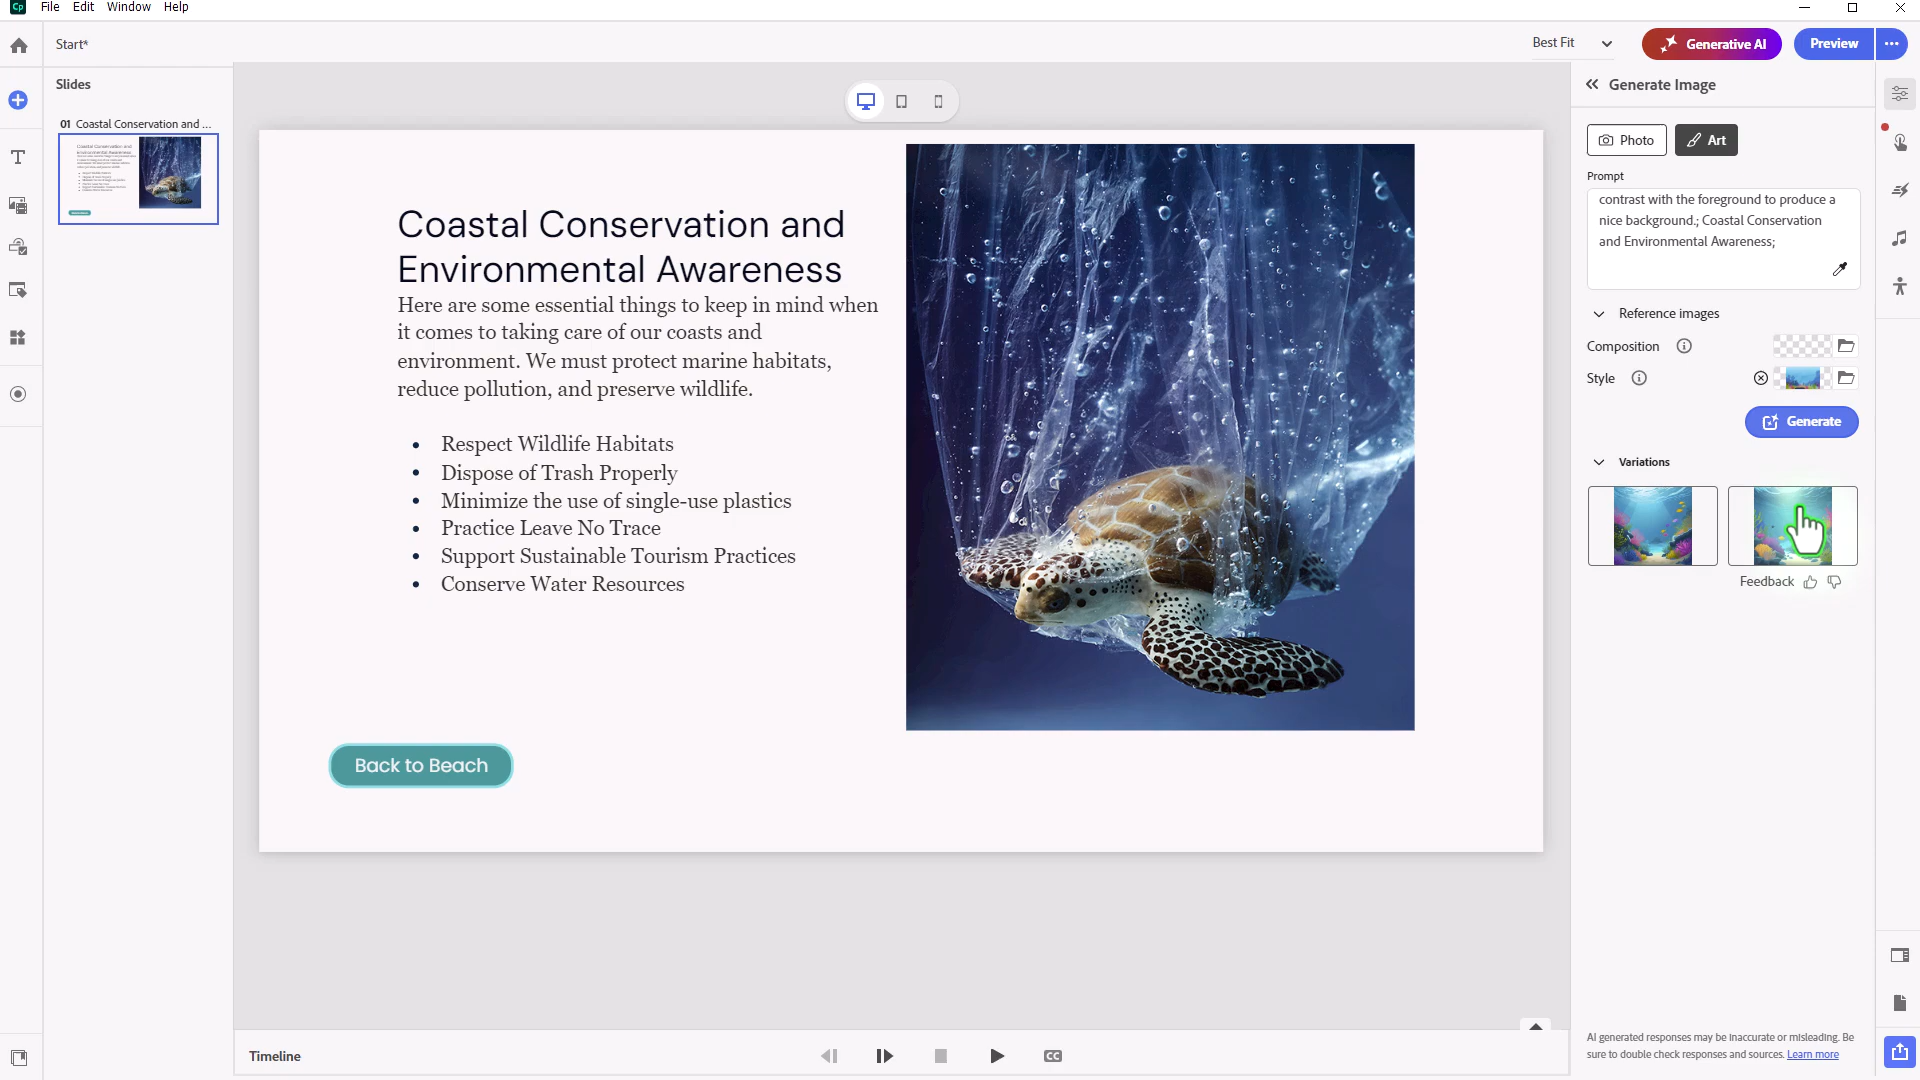 Cp File Edit Window Help
Start*
Best Fit
Generative AI
Preview
Slides
01 Coastal Conservation and ...
Coastal Conservation and
Environmental Awareness
Here are some essential things to keep in mind when
it comes to taking care of our coasts and
environment. We must protect marine habitats,
reduce pollution, and preserve wildlife.
• Respect Wildlife Habitats
• Dispose of Trash Properly
• Minimize the use of single-use plastics
• Practice Leave No Trace
• Support Sustainable Tourism Practices
• Conserve Water Resources
Back to Beach
Generate Image
Photo
Art
Prompt
contrast with the foreground to produce a
nice background.; Coastal Conservation
and Environmental Awareness;
Reference images
Composition
Style
Generate
Variations
Feedback
AI generated responses may be inaccurate or misleading. Be
sure to double check responses and sources. Learn more
Timeline
CC